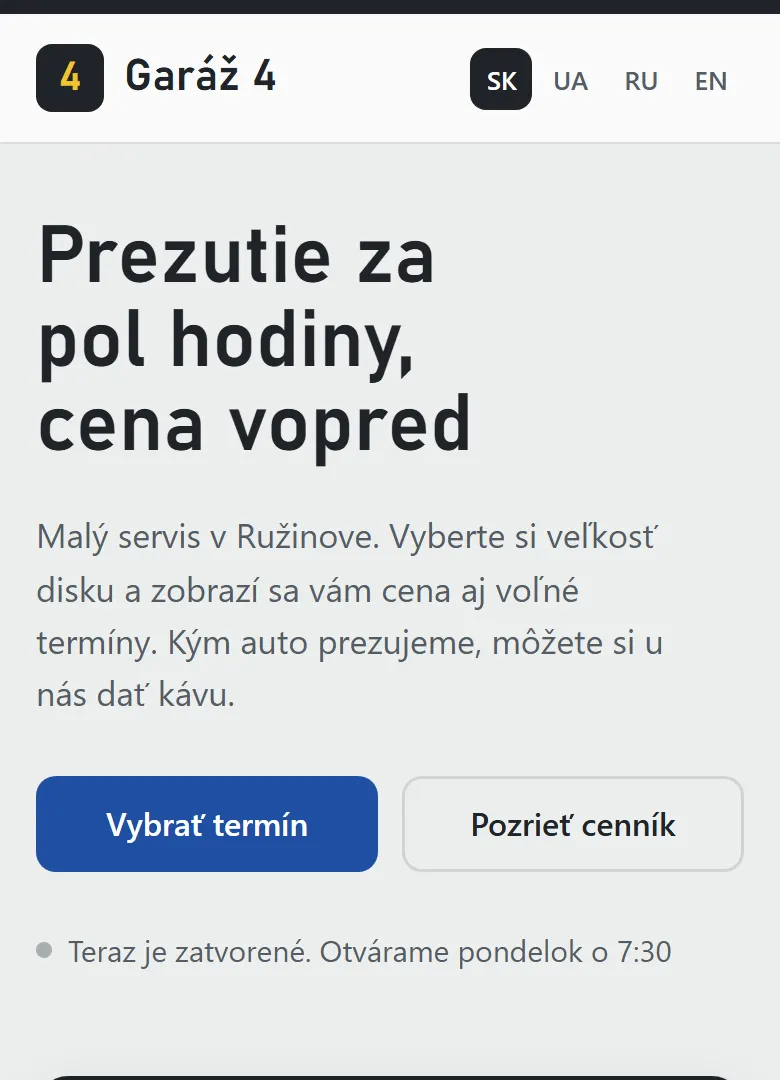 4 Garáž 4
SK UA RU EN
Prezutie za
pol hodiny,
cena vopred
Malý servis v Ružinove. Vyberte si veľkosť
disku a zobrazí sa vám cena aj voľné
termíny. Kým auto prezujeme, môžete si u
nás dať kávu.
Vybrať termín
Pozrieť cenník
Teraz je zatvorené. Otvárame pondelok o 7:30